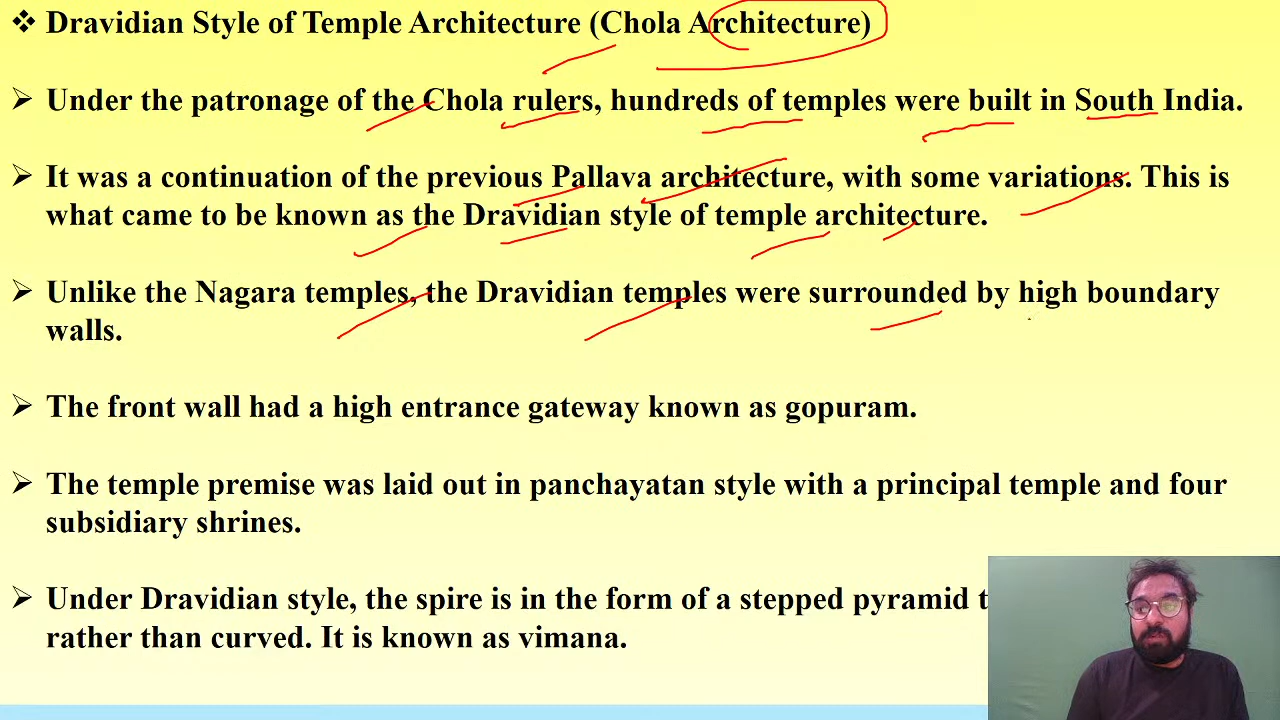 ❖ Dravidian Style of Temple Architecture (Chola Architecture)
➢ Under the patronage of the Chola rulers, hundreds of temples were built in South India.
➢ It was a continuation of the previous Pallava architecture, with some variations. This is
what came to be known as the Dravidian style of temple architecture.
➢ Unlike the Nagara temples, the Dravidian temples were surrounded by high boundary
walls.
➢ The front wall had a high entrance gateway known as gopuram.
➢ The temple premise was laid out in panchayatan style with a principal temple and four
subsidiary shrines.
➢ Under Dravidian style, the spire is in the form of a stepped pyramid
rather than curved. It is known as vimana.